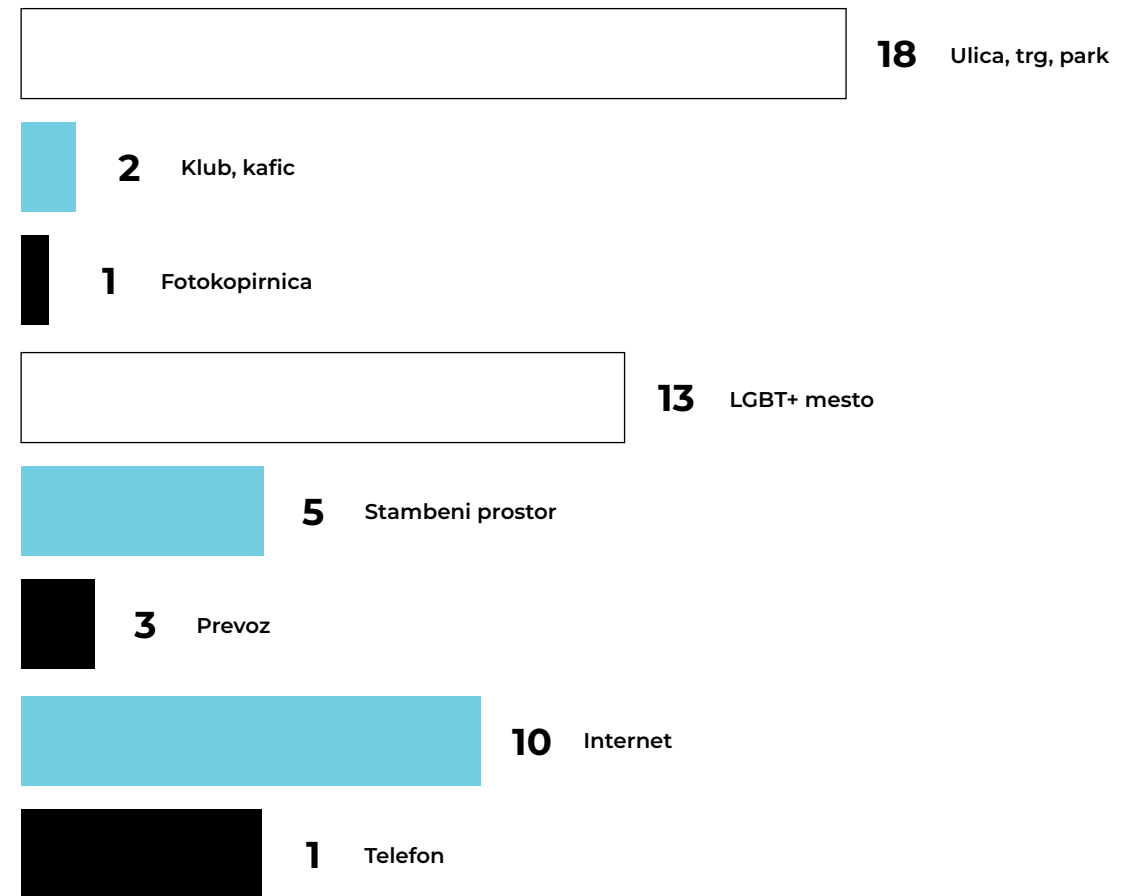 18 Ulica, trg, park
2 Klub, kafic
1 Fotokopirnica
13 LGBT+ mesto
5 Stambeni prostor
3 Prevoz
10 Internet
1 Telefon